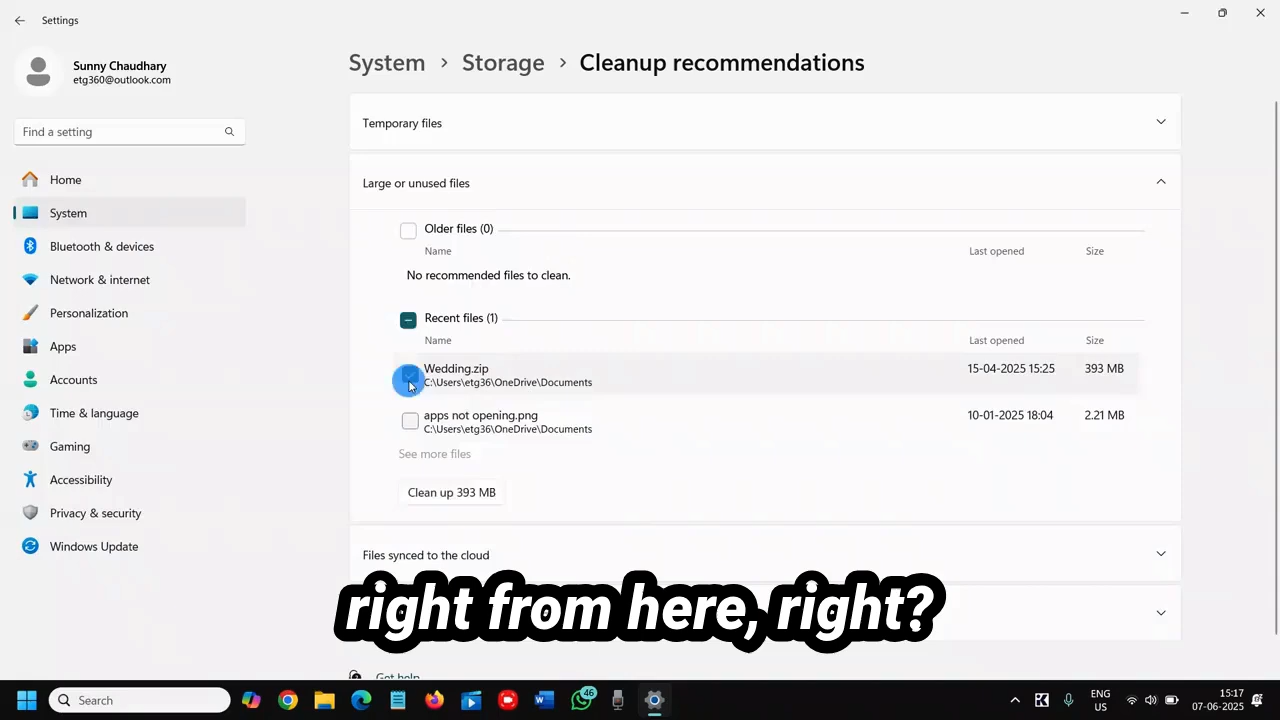 Settings
Sunny Chaudhary
etg360@outlook.com
Find a setting
Home
System
Bluetooth & devices
Network & internet
Personalization
Apps
Accounts
Time & language
Gaming
Accessibility
Privacy & security
Windows Update
System > Storage > Cleanup recommendations
Temporary files
Large or unused files
Older files (0)
Name Last opened Size
No recommended files to clean.
Recent files (1)
Name Last opened Size
Wedding.zip 15-04-2025 15:25 393 MB
C:\Users\etg36\OneDrive\Documents
apps not opening.png 10-01-2025 18:04 2.21 MB
C:\Users\etg36\OneDrive\Documents
See more files
Clean up 393 MB
Files synced to the cloud
right from here, right?
Get help
Search
46
ENG
US
15:17
07-06-2025